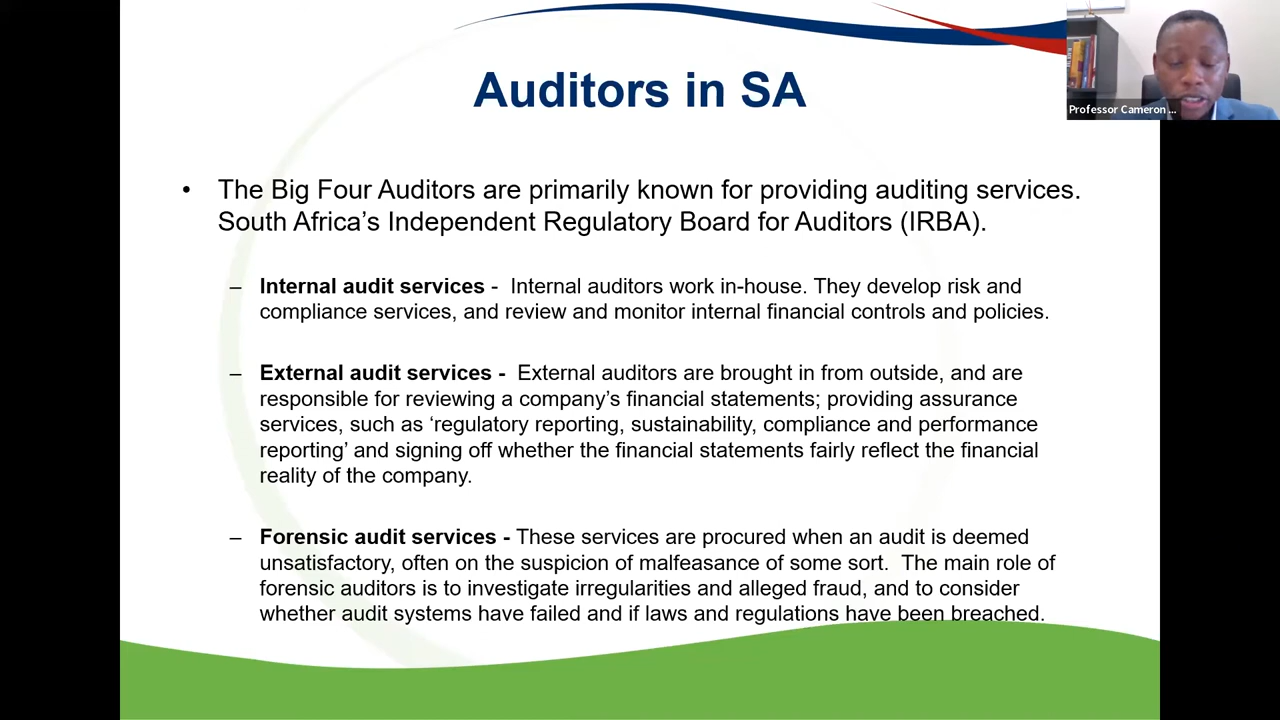 Auditors in SA
Professor Cameron ...
• The Big Four Auditors are primarily known for providing auditing services.
South Africa’s Independent Regulatory Board for Auditors (IRBA).
– Internal audit services - Internal auditors work in-house. They develop risk and
compliance services, and review and monitor internal financial controls and policies.
– External audit services - External auditors are brought in from outside, and are
responsible for reviewing a company’s financial statements; providing assurance
services, such as ‘regulatory reporting, sustainability, compliance and performance
reporting’ and signing off whether the financial statements fairly reflect the financial
reality of the company.
– Forensic audit services - These services are procured when an audit is deemed
unsatisfactory, often on the suspicion of malfeasance of some sort. The main role of
forensic auditors is to investigate irregularities and alleged fraud, and to consider
whether audit systems have failed and if laws and regulations have been breached.